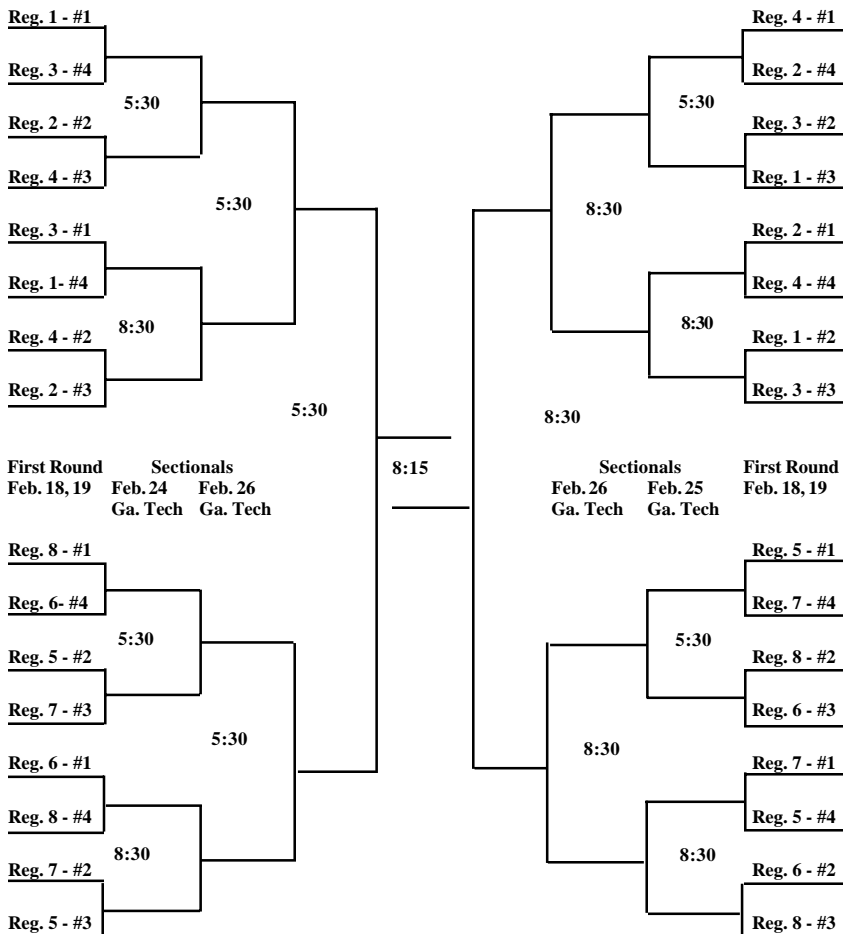 Reg. 1 - #1
Reg. 3 - #4
5:30
Reg. 2 - #2
Reg. 4 - #3
5:30
Reg. 3 - #1
Reg. 1- #4
8:30
Reg. 4 - #2
Reg. 2 - #3
5:30
Reg. 4 - #1
Reg. 2 - #4
5:30
Reg. 3 - #2
Reg. 1 - #3
8:30
Reg. 2 - #1
Reg. 4 - #4
8:30
Reg. 1 - #2
Reg. 3 - #3
8:30
First Round
Feb. 18, 19
Sectionals
Feb. 24 Feb. 26
Ga. Tech Ga. Tech
8:15
Sectionals
Feb. 26 Feb. 25
Ga. Tech Ga. Tech
First Round
Feb. 18, 19
Reg. 8 - #1
Reg. 6- #4
5:30
Reg. 5 - #2
Reg. 7 - #3
5:30
Reg. 6 - #1
Reg. 8 - #4
8:30
Reg. 7 - #2
Reg. 5 - #3
Reg. 5 - #1
Reg. 7 - #4
5:30
Reg. 8 - #2
Reg. 6 - #3
8:30
Reg. 7 - #1
Reg. 5 - #4
8:30
Reg. 6 - #2
Reg. 8 - #3